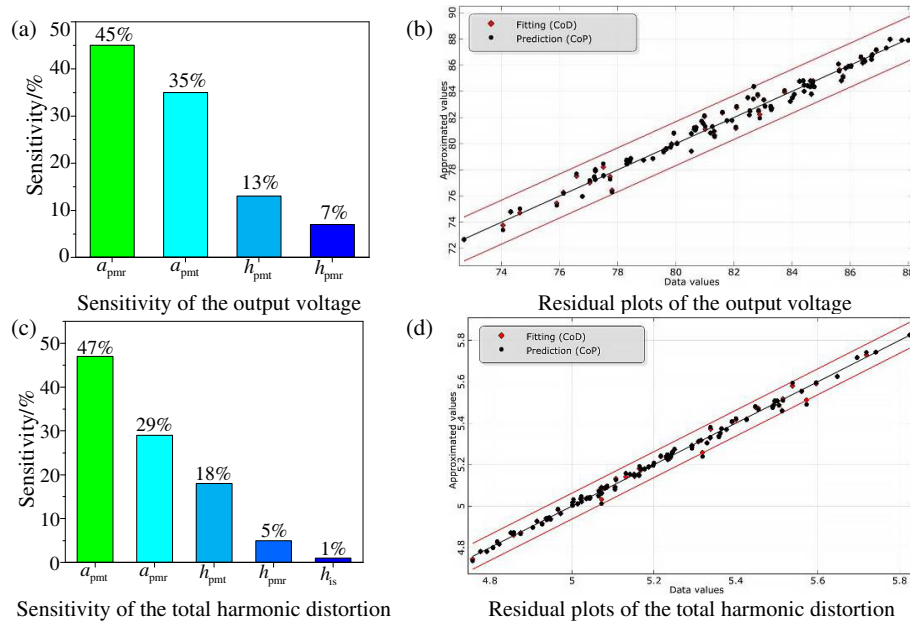 (a)
Sensitivity/%
50
40
30
20
10
0
45%
35%
13%
7%
a_pmr
a_pmt
h_pmt
h_pmr
Sensitivity of the output voltage
(b)
Fitting (CoD)
Prediction (CoP)
Approximated values
90
88
86
84
82
80
78
76
74
72
74
76
78
80
82
84
86
88
Data values
Residual plots of the output voltage
(c)
Sensitivity/%
50
40
30
20
10
0
47%
29%
18%
5%
1%
a_pmt
a_pmr
h_pmt
h_pmr
h_is
Sensitivity of the total harmonic distortion
(d)
Fitting (CoD)
Prediction (CoP)
Approximated values
5.8
5.6
5.4
5.2
5
4.8
4.8
5
5.2
5.4
5.6
5.8
Data values
Residual plots of the total harmonic distortion